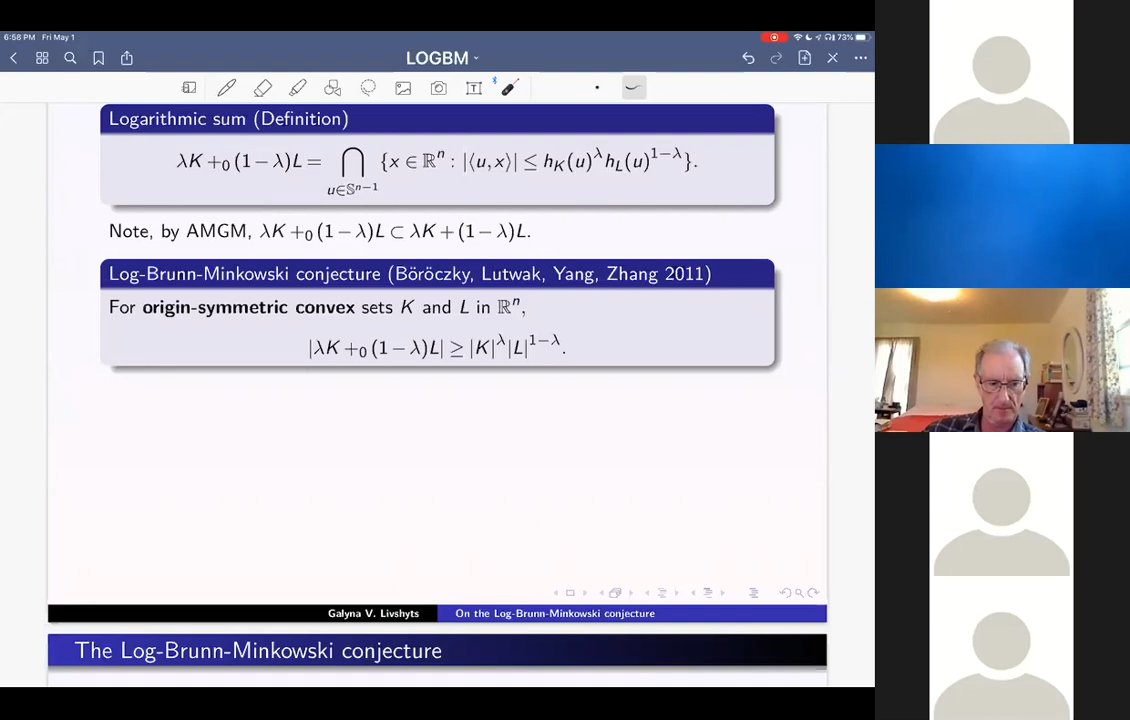 6:58 PM Fri May 1
73%
LOGBM
T
Logarithmic sum (Definition)
λK +₀ (1−λ)L = ⋂ {x ∈ ℝⁿ : |⟨u, x⟩| ≤ h_K(u)^λ h_L(u)^{1−λ}}.
u∈𝕊ⁿ⁻¹
Note, by AMGM, λK +₀ (1−λ)L ⊂ λK + (1−λ)L.
Log-Brunn-Minkowski conjecture (Böröczky, Lutwak, Yang, Zhang 2011)
For origin-symmetric convex sets K and L in ℝⁿ,
|λK +₀ (1−λ)L| ≥ |K|^λ |L|^{1−λ}.
Galyna V. Livshyts On the Log-Brunn-Minkowski conjecture
The Log-Brunn-Minkowski conjecture